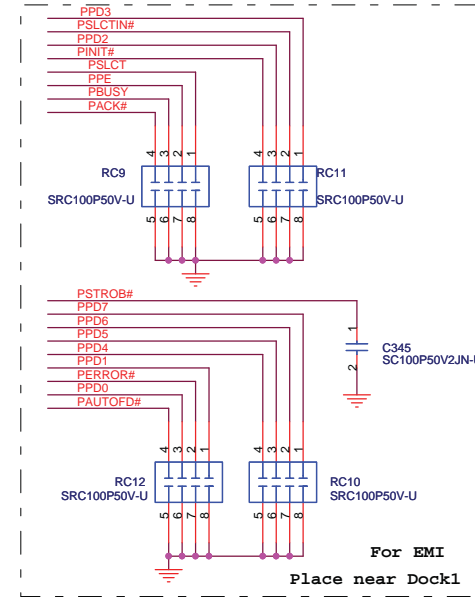 PPD3
PSLCTIN#
PPD2
PINIT#
PSLCT
PPE
PBUSY
PACK#
4 3 2 1 4 3 2 1
RC9 RC11
SRC100P50V-U SRC100P50V-U
5 6 7 8 5 6 7 8
PSTROB#
PPD7
PPD6
PPD5
PPD4
PPD1
PERROR#
PPD0
PAUTOFD#
1
C345
SC100P50V2JN-U
2
4 3 2 1 4 3 2 1
RC12 RC10
SRC100P50V-U SRC100P50V-U
5 6 7 8 5 6 7 8
For EMI
Place near Dock1